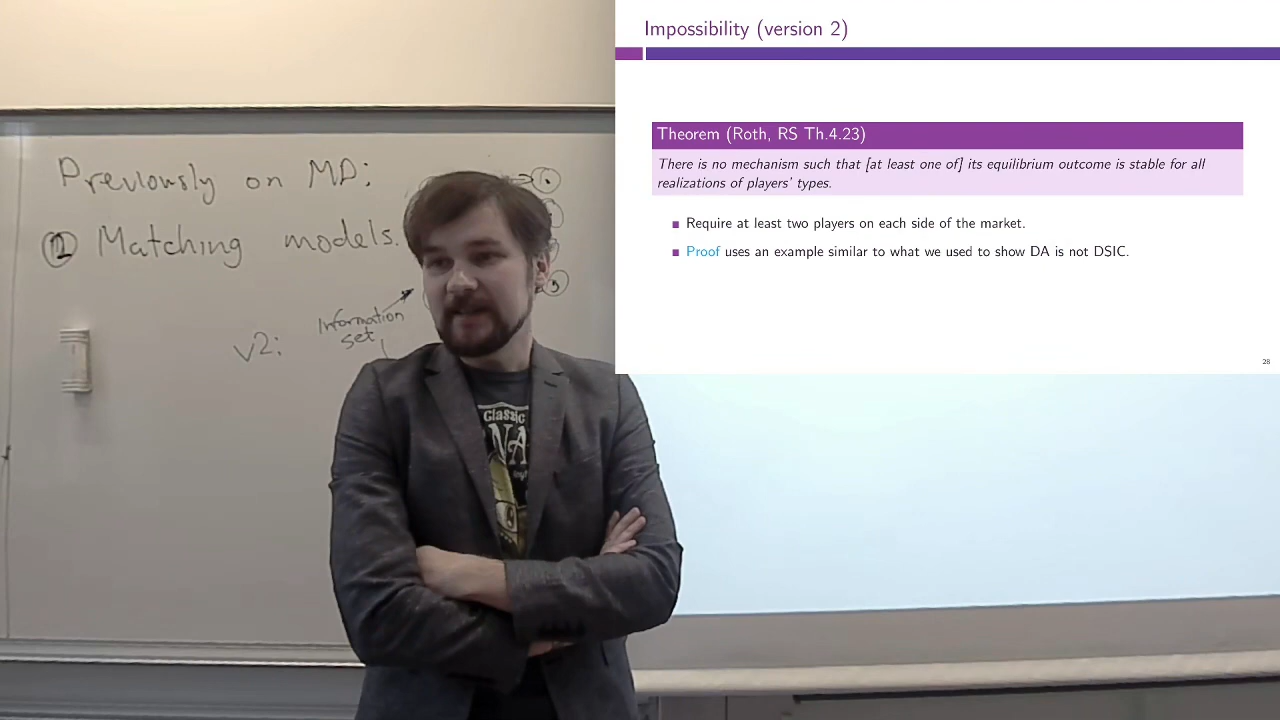 Impossibility (version 2)
Theorem (Roth, RS Th.4.23)
There is no mechanism such that [at least one of] its equilibrium outcome is stable for all
realizations of players' types.
Require at least two players on each side of the market.
Proof uses an example similar to what we used to show DA is not DSIC.
28
Previously on MD:
2 Matching models.
Information
set
v2:
Classic